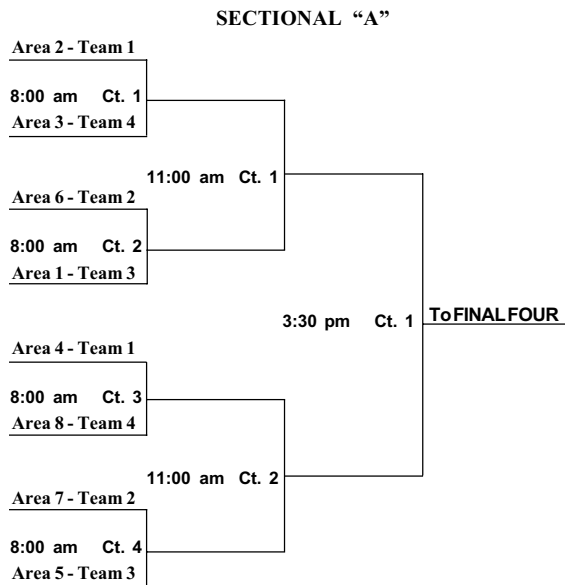 SECTIONAL “A”
Area 2 - Team 1
8:00 am Ct. 1
Area 3 - Team 4
11:00 am Ct. 1
Area 6 - Team 2
8:00 am Ct. 2
Area 1 - Team 3
3:30 pm Ct. 1
To FINAL FOUR
Area 4 - Team 1
8:00 am Ct. 3
Area 8 - Team 4
11:00 am Ct. 2
Area 7 - Team 2
8:00 am Ct. 4
Area 5 - Team 3